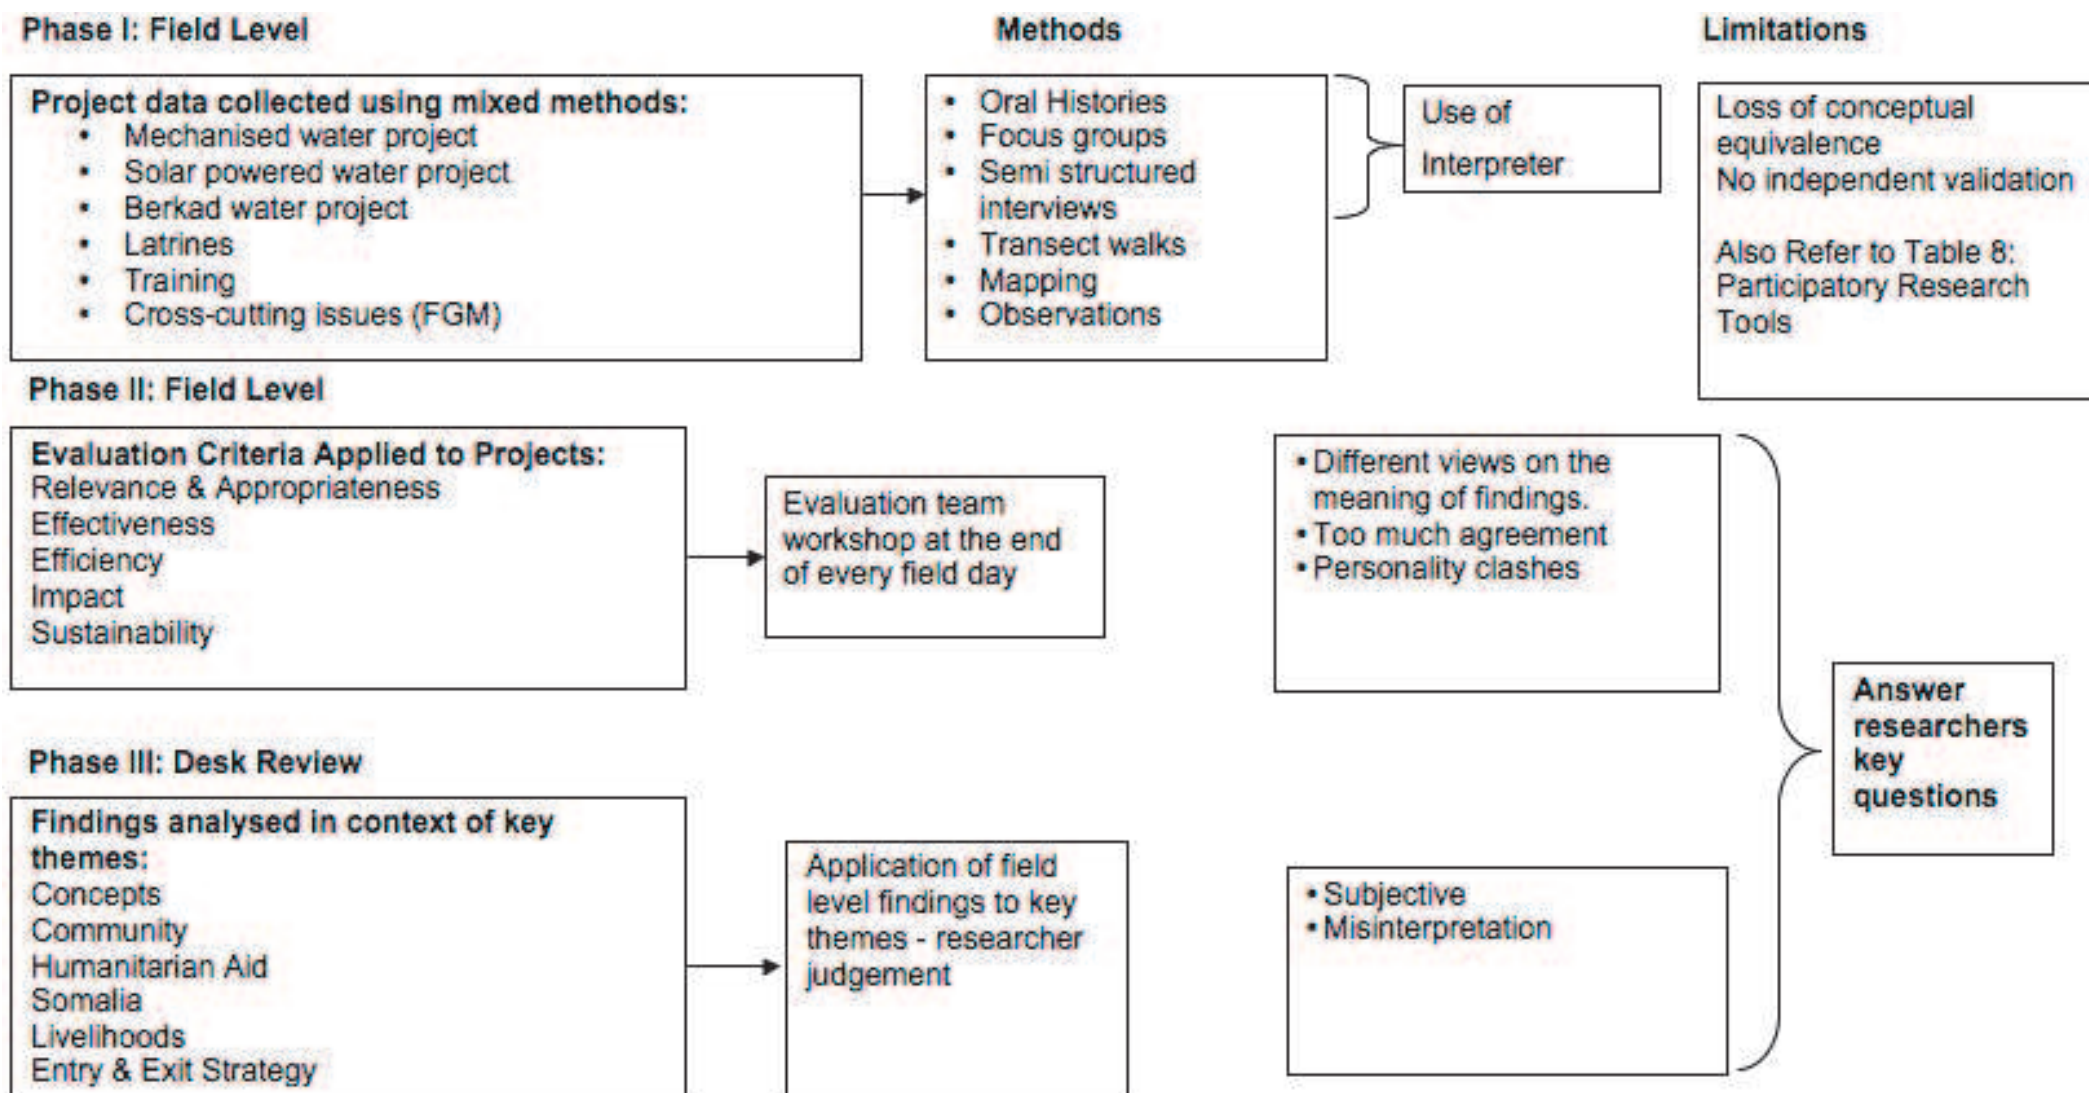 Phase I: Field Level
Methods
Limitations
Project data collected using mixed methods:
• Mechanised water project
• Solar powered water project
• Berkad water project
• Latrines
• Training
• Cross-cutting issues (FGM)
• Oral Histories
• Focus groups
• Semi structured
interviews
• Transect walks
• Mapping
• Observations
Use of
Interpreter
Loss of conceptual
equivalence
No independent validation
Also Refer to Table 8:
Participatory Research
Tools
Phase II: Field Level
Evaluation Criteria Applied to Projects:
Relevance & Appropriateness
Effectiveness
Efficiency
Impact
Sustainability
Evaluation team
workshop at the end
of every field day
• Different views on the
meaning of findings.
• Too much agreement
• Personality clashes
Answer
researchers
key
questions
Phase III: Desk Review
Findings analysed in context of key
themes:
Concepts
Community
Humanitarian Aid
Somalia
Livelihoods
Entry & Exit Strategy
Application of field
level findings to key
themes - researcher
judgement
• Subjective
• Misinterpretation